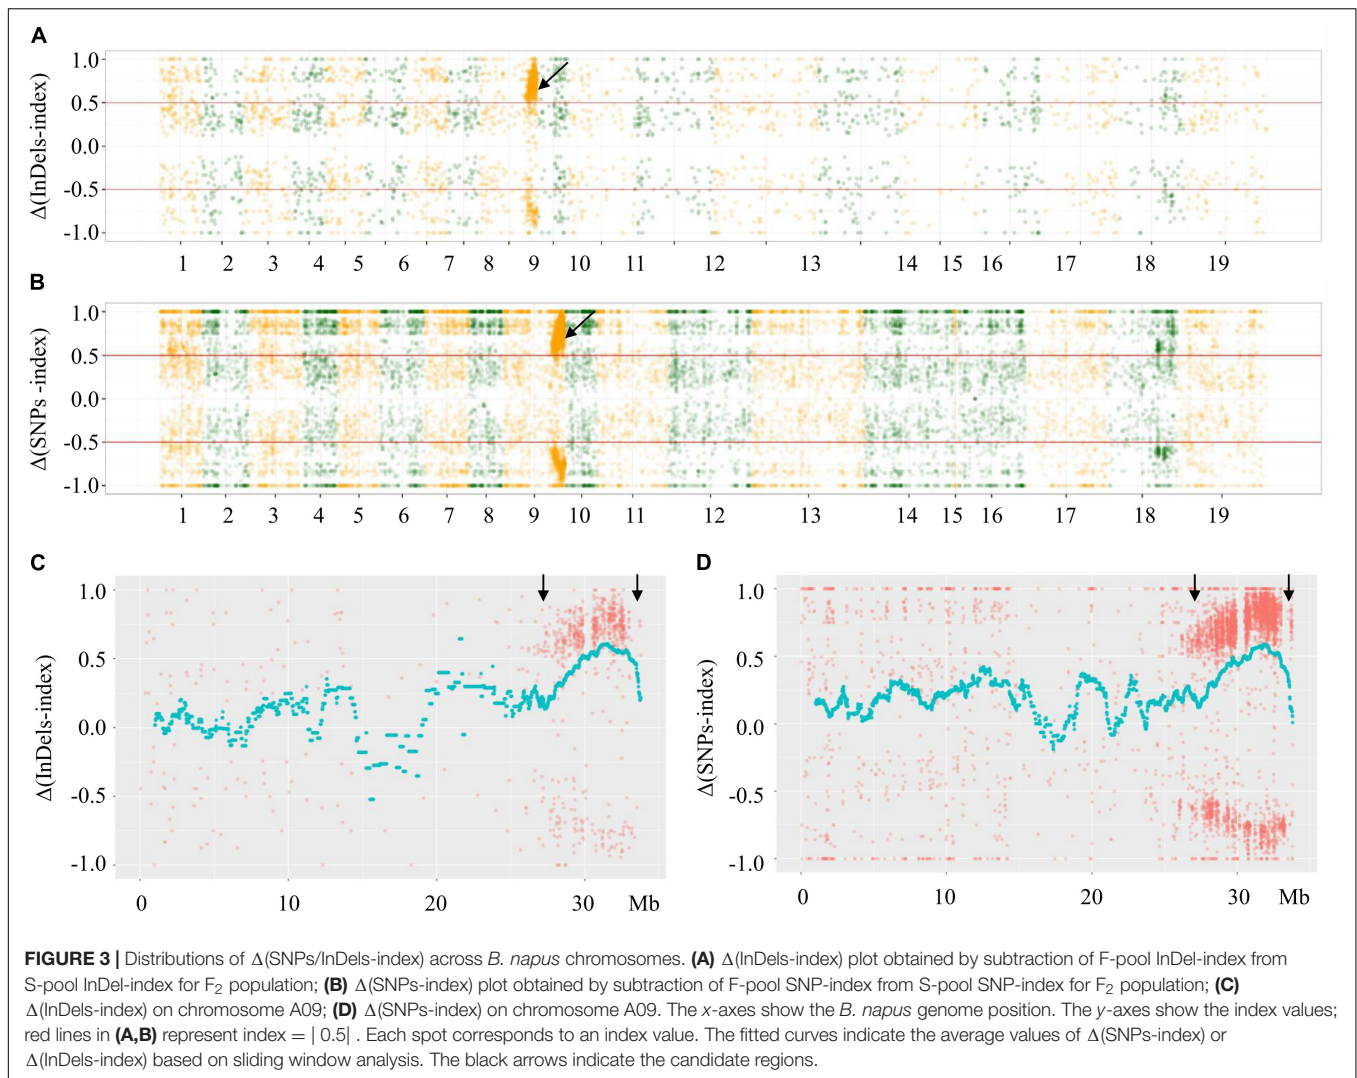 A
1.0
0.5
0.0
-0.5
-1.0
Δ(InDels-index)
1 2 3 4 5 6 7 8 9 10 11 12 13 14 15 16 17 18 19
B
1.0
0.5
0.0
-0.5
-1.0
Δ(SNPs -index)
1 2 3 4 5 6 7 8 9 10 11 12 13 14 15 16 17 18 19
C
1.0
0.5
0.0
-0.5
-1.0
Δ(InDels-index)
0 10 20 30 Mb
D
1.0
0.5
0.0
-0.5
-1.0
Δ(SNPs-index)
0 10 20 30 Mb
FIGURE 3 | Distributions of Δ(SNPs/InDels-index) across B. napus chromosomes. (A) Δ(InDels-index) plot obtained by subtraction of F-pool InDel-index from
S-pool InDel-index for F2 population; (B) Δ(SNPs-index) plot obtained by subtraction of F-pool SNP-index from S-pool SNP-index for F2 population; (C)
Δ(InDels-index) on chromosome A09; (D) Δ(SNPs-index) on chromosome A09. The x-axes show the B. napus genome position. The y-axes show the index values;
red lines in (A,B) represent index = | 0.5| . Each spot corresponds to an index value. The fitted curves indicate the average values of Δ(SNPs-index) or
Δ(InDels-index) based on sliding window analysis. The black arrows indicate the candidate regions.